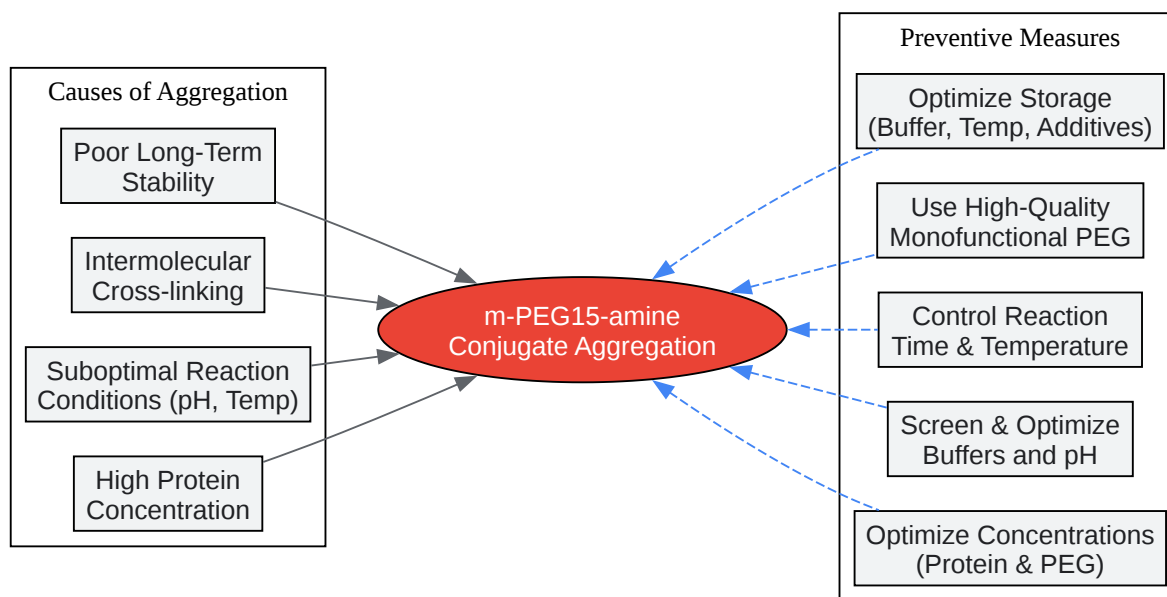 Causes of Aggregation
Poor Long-Term
Stability
Intermolecular
Cross-linking
Suboptimal Reaction
Conditions (pH, Temp)
High Protein
Concentration
m-PEG15-amine
Conjugate Aggregation
Preventive Measures
Optimize Storage
(Buffer, Temp, Additives)
Use High-Quality
Monofunctional PEG
Control Reaction
Time & Temperature
Screen & Optimize
Buffers and pH
Optimize Concentrations
(Protein & PEG)